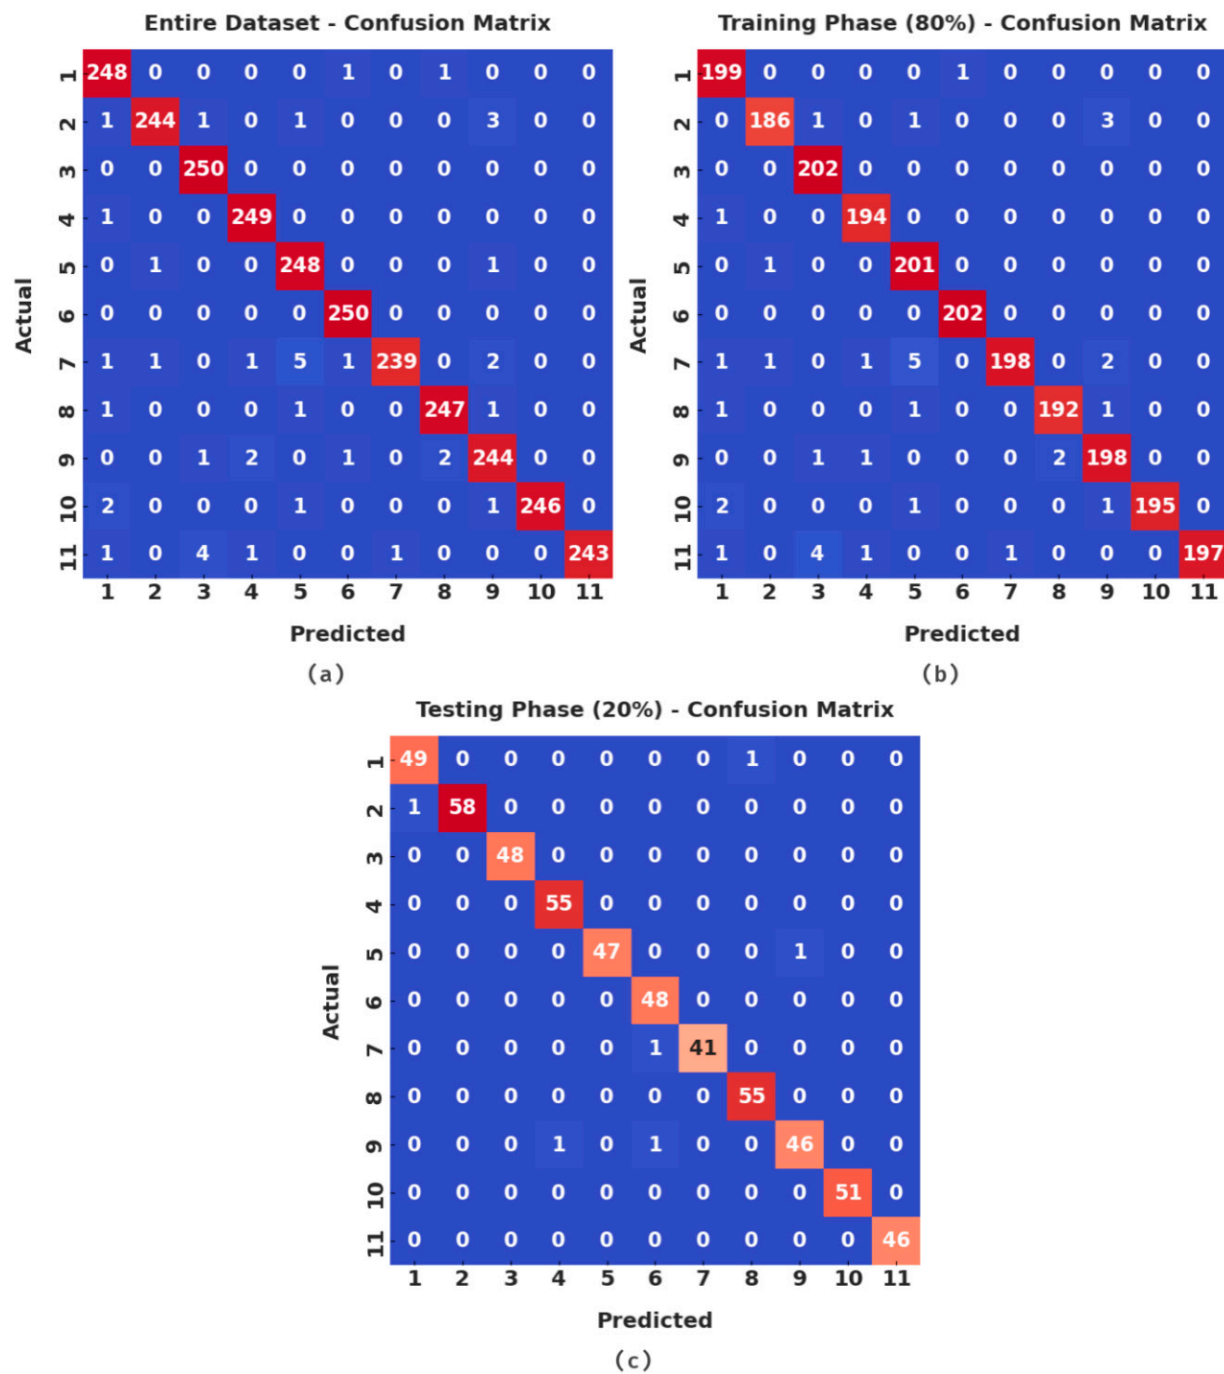 Entire Dataset - Confusion Matrix
1 248 0 0 0 0 1 0 1 0 0 0
2 1 244 1 0 1 0 0 0 3 0 0
3 0 0 250 0 0 0 0 0 0 0 0
4 1 0 0 249 0 0 0 0 0 0 0
5 0 1 0 0 248 0 0 0 1 0 0
6 0 0 0 0 0 250 0 0 0 0 0
7 1 1 0 1 5 1 239 0 2 0 0
8 1 0 0 0 1 0 0 247 1 0 0
9 0 0 1 2 0 1 0 2 244 0 0
10 2 0 0 0 1 0 0 0 1 246 0
11 1 0 4 1 0 0 1 0 0 0 243
1 2 3 4 5 6 7 8 9 10 11
Actual
Predicted
(a)
Training Phase (80%) - Confusion Matrix
1 199 0 0 0 0 1 0 0 0 0 0
2 0 186 1 0 1 0 0 0 3 0 0
3 0 0 202 0 0 0 0 0 0 0 0
4 1 0 0 194 0 0 0 0 0 0 0
5 0 1 0 0 201 0 0 0 0 0 0
6 0 0 0 0 0 202 0 0 0 0 0
7 1 1 0 1 5 0 198 0 2 0 0
8 1 0 0 0 1 0 0 192 1 0 0
9 0 0 1 1 0 0 0 2 198 0 0
10 2 0 0 0 1 0 0 0 1 195 0
11 1 0 4 1 0 0 1 0 0 0 197
1 2 3 4 5 6 7 8 9 10 11
Actual
Predicted
(b)
Testing Phase (20%) - Confusion Matrix
1 49 0 0 0 0 0 0 1 0 0 0
2 1 58 0 0 0 0 0 0 0 0 0
3 0 0 48 0 0 0 0 0 0 0 0
4 0 0 0 55 0 0 0 0 0 0 0
5 0 0 0 0 47 0 0 0 1 0 0
6 0 0 0 0 0 48 0 0 0 0 0
7 0 0 0 0 0 1 41 0 0 0 0
8 0 0 0 0 0 0 0 55 0 0 0
9 0 0 0 1 0 1 0 0 46 0 0
10 0 0 0 0 0 0 0 0 0 51 0
11 0 0 0 0 0 0 0 0 0 0 46
1 2 3 4 5 6 7 8 9 10 11
Actual
Predicted
(c)